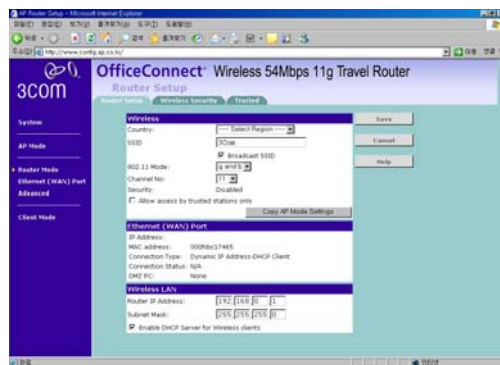 AP Router Setup - Microsoft Internet Explorer
http://www.config.ap.co.to/
3COM
OfficeConnect® Wireless 54Mbps 11g Travel Router
Router Setup
Router Setup
Wireless Security
Trusted
System
AP Mode
Router Mode
Ethernet (WAN) Port
Advanced
Client Mode
Wireless
Country: --- Select Region ---
SSID 3Com
Broadcast SSID
802.11 Mode: g and b
Channel No: 11
Security: Disabled
Allow access by trusted stations only
Copy AP Mode Settings
Ethernet (WAN) Port
IP Address:
MAC address: 000fdbc17465
Connection Type: Dynamic IP Address-DHCP Client
Connection Status: N/A
DMZ PC: None
Wireless LAN
Router IP Address: 192 168 0 1
Subnet Mask: 255 255 255 0
Enable DHCP Server for Wireless clients
Save
Cancel
Help